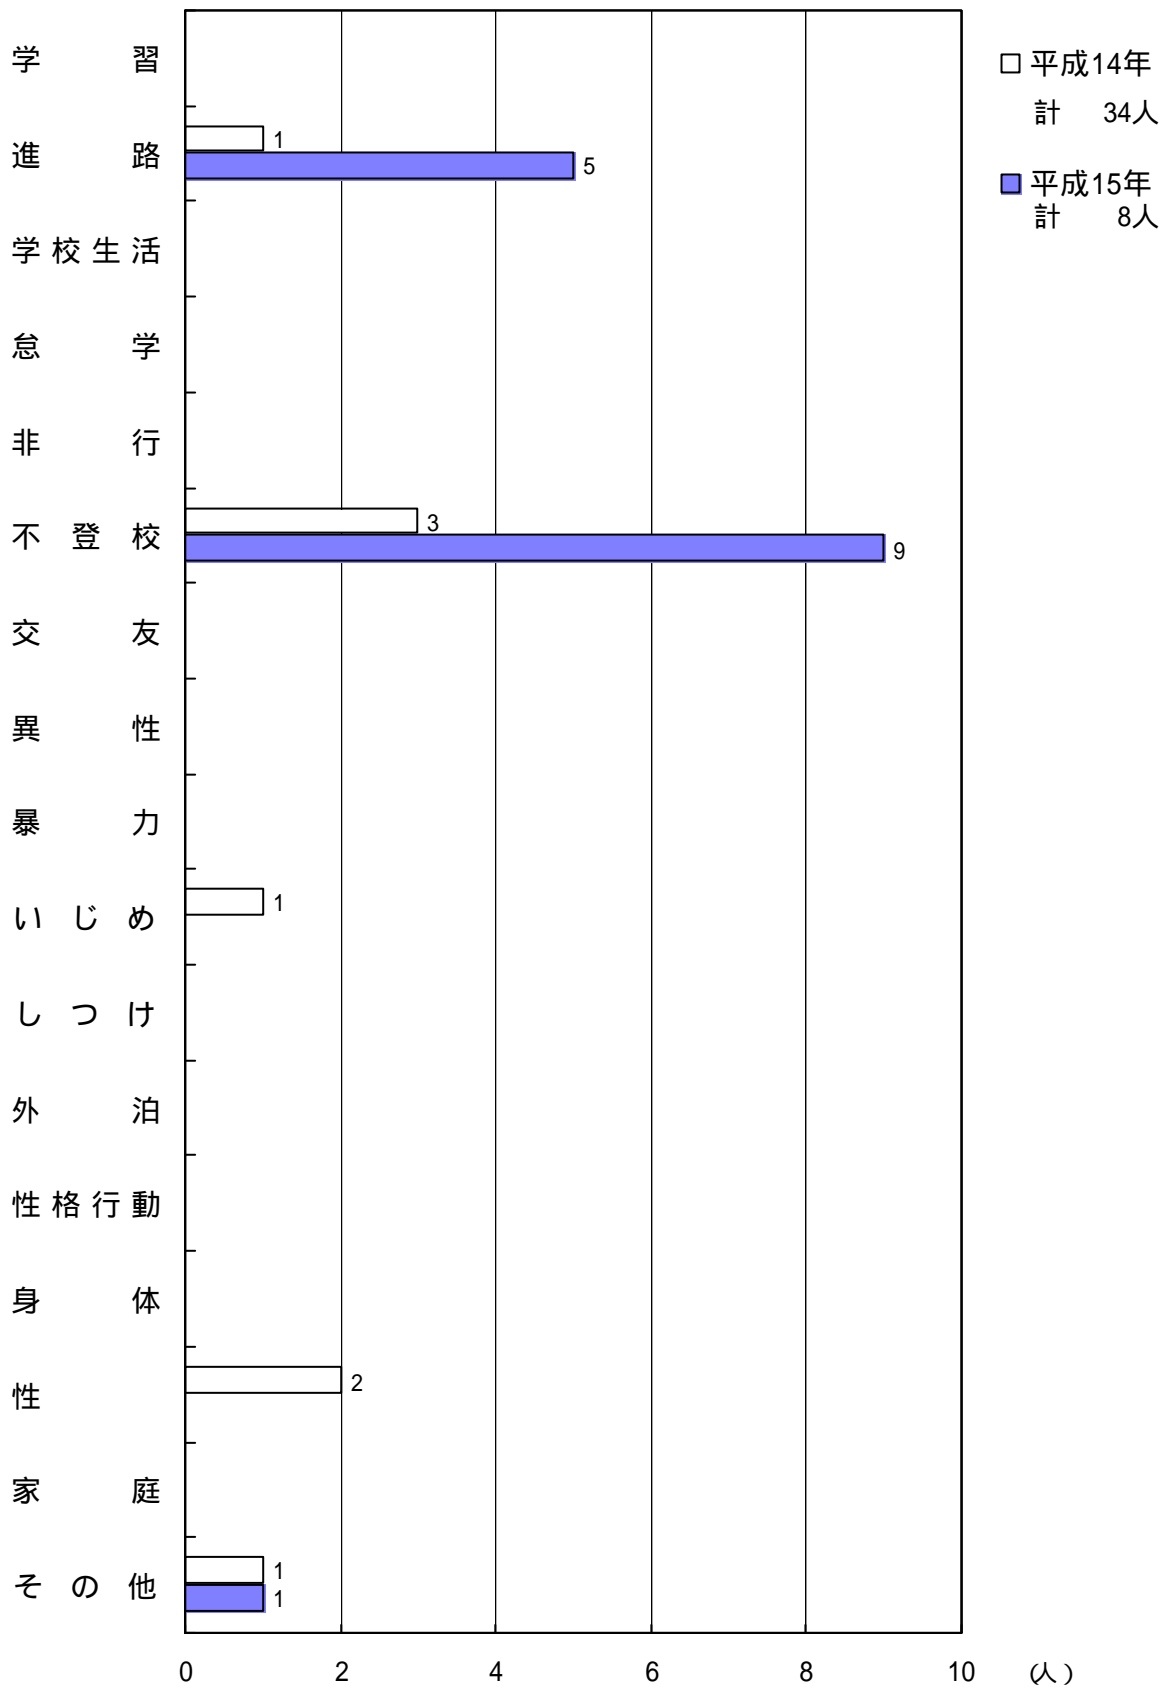 学習
□ 平成14年
計 34人
進路
1
5
■ 平成15年
計 8人
学校生活
怠学
非行
不登校
3
9
交友
異性
暴力
いじめ
1
しつけ
外泊
性格行動
身体
性
2
家庭
その他
1
1
0 2 4 6 8 10 (人)